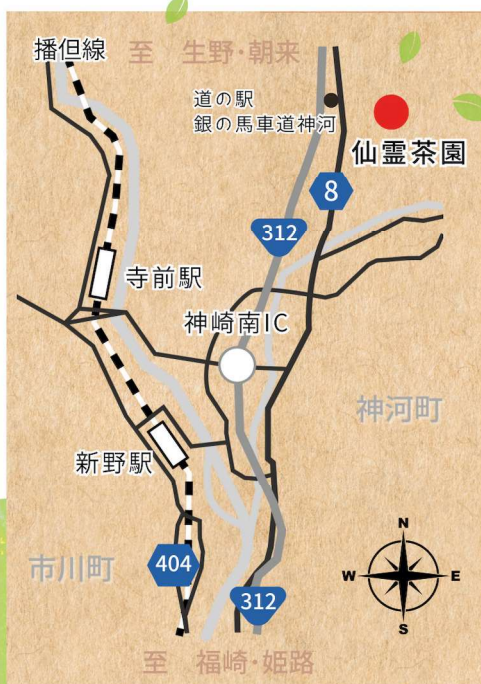 播但線
至 生野・朝来
道の駅
銀の馬車道神河
仙霊茶園
8
312
寺前駅
神崎南IC
神河町
新野駅
市川町
404
312
N
W
E
S
至 福崎・姫路